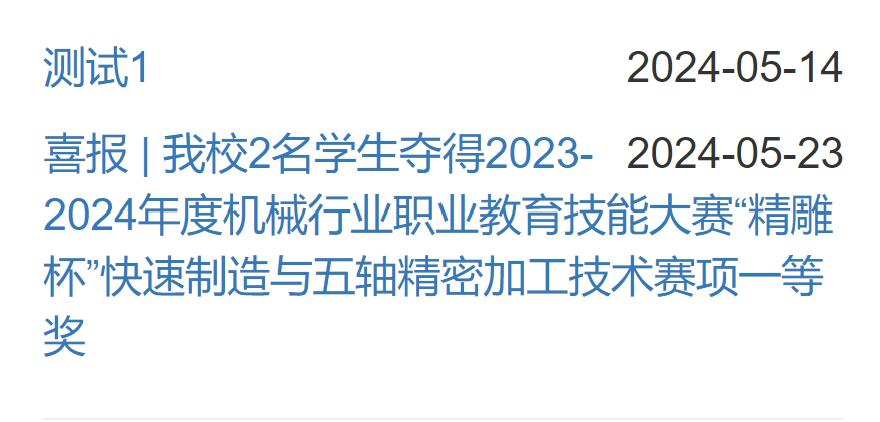 测试1 2024-05-14
喜报 | 我校2名学生夺得2023- 2024-05-23
2024年度机械行业职业教育技能大赛“精雕
杯”快速制造与五轴精密加工技术赛项一等
奖